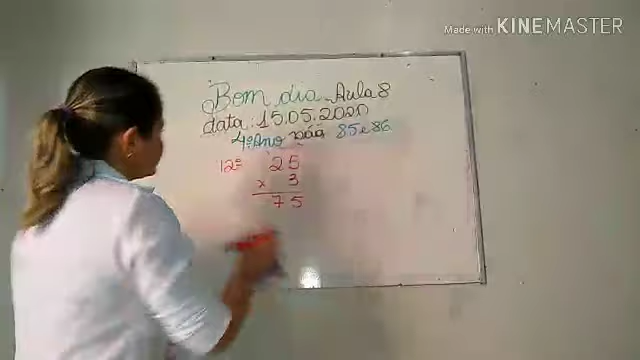 Made with KINEMASTER
Bom dia - Aula 8
data: 15.05.2020
4º Ano pág 85 e 86
12º 25
x 3
75